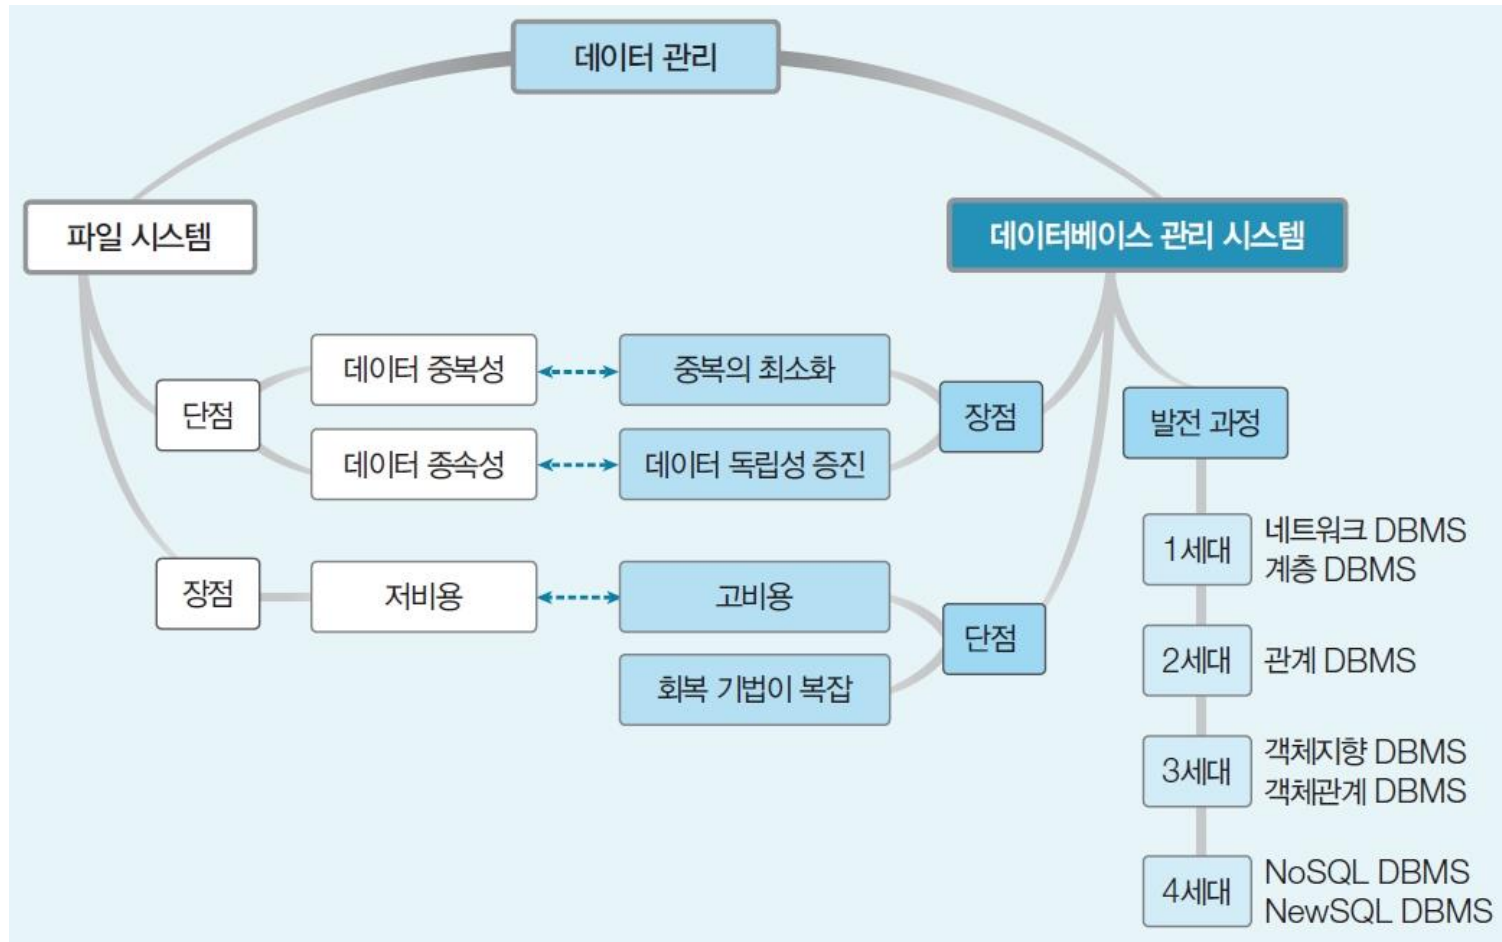 데이터 관리
파일 시스템
데이터베이스 관리 시스템
단점
데이터 중복성
중복의 최소화
데이터 종속성
데이터 독립성 증진
장점
장점
저비용
고비용
회복 기법이 복잡
단점
발전 과정
1세대
네트워크 DBMS
계층 DBMS
2세대
관계 DBMS
3세대
객체지향 DBMS
객체관계 DBMS
4세대
NoSQL DBMS
NewSQL DBMS